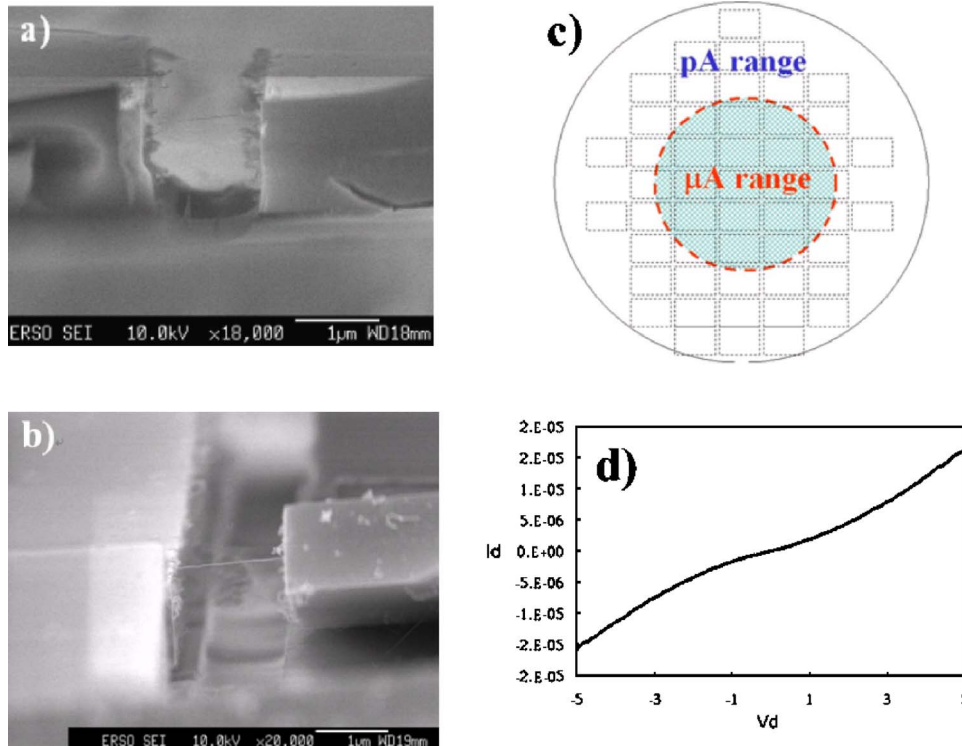 a)
ERSO SEI 10.0kV ×18,000 1μm WD18mm
b)
ERSO SEI 10.0kV ×20,000 1μm WD19mm
c)
pA range
μA range
d)
2.E-05
2.E-05
1.E-05
5.E-06
0.E+00
-5.E-06
-1.E-05
-2.E-05
-2.E-05
Id
-5 -3 -1 1 3 5
Vd